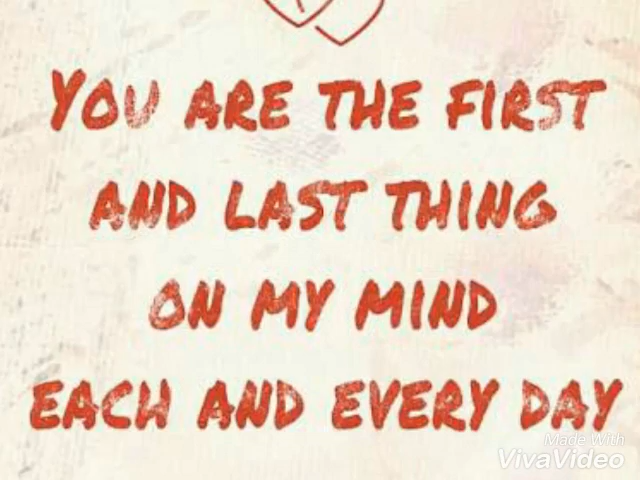 YOU ARE THE FIRST
AND LAST THING
ON MY MIND
EACH AND EVERY DAY
Made With
VivaVideo